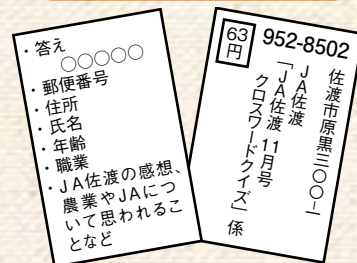 ・答え
○○○○○
・郵便番号
・住所
・氏名
・年齢
・職業
・JA佐渡の感想、
農業やJAにつ
いて思われるこ
となど
63
円
952-8502
佐渡市原黒三〇〇-一
JA佐渡
「JA佐渡 11月号
クロスワードクイズ」係